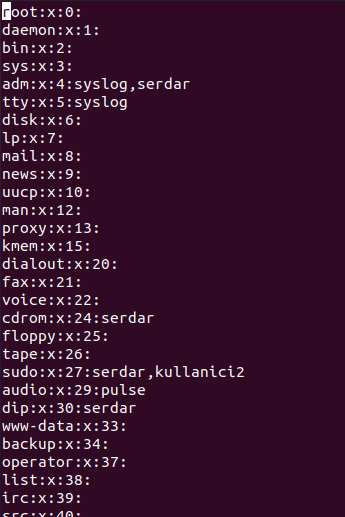 root:x:0:
daemon:x:1:
bin:x:2:
sys:x:3:
adm:x:4:syslog,serdar
tty:x:5:syslog
disk:x:6:
lp:x:7:
mail:x:8:
news:x:9:
uucp:x:10:
man:x:12:
proxy:x:13:
kmem:x:15:
dialout:x:20:
fax:x:21:
voice:x:22:
cdrom:x:24:serdar
floppy:x:25:
tape:x:26:
sudo:x:27:serdar,kullanici2
audio:x:29:pulse
dip:x:30:serdar
www-data:x:33:
backup:x:34:
operator:x:37:
list:x:38:
irc:x:39:
src:x:40: